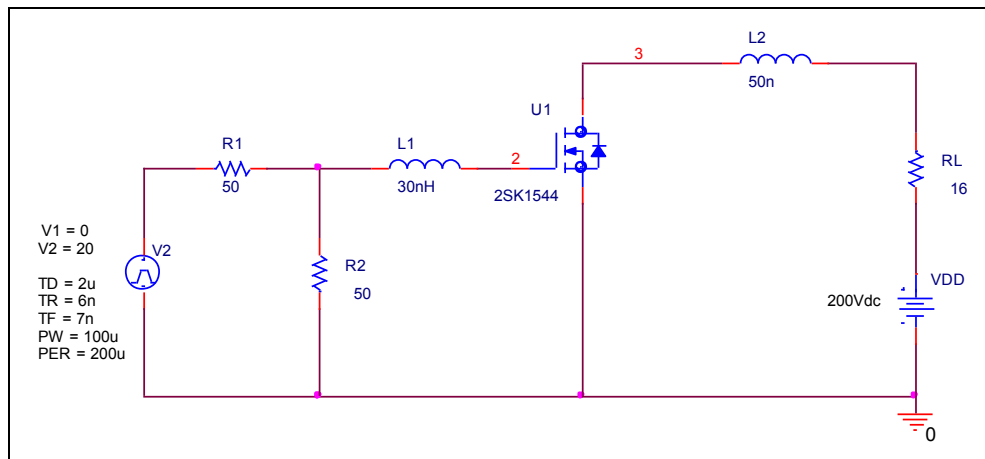 L2
3
50n
U1
R1
L1
2
50
30nH
RL
16
2SK1544
V1 = 0
V2 = 20
V2
R2
50
TD = 2u
TR = 6n
TF = 7n
PW = 100u
PER = 200u
VDD
200Vdc
0